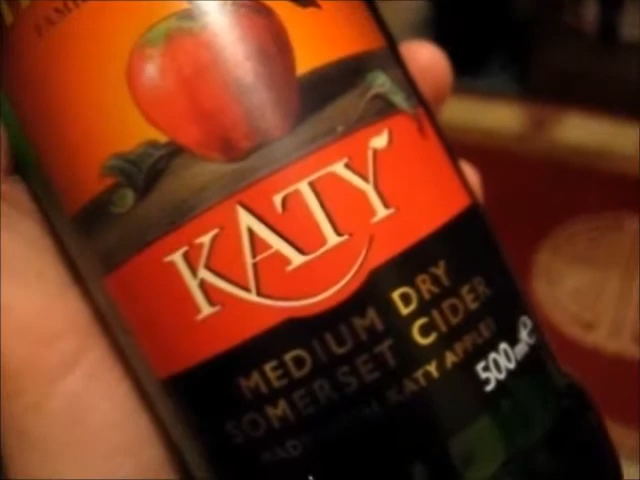 KATY
MEDIUM DRY
SOMERSET CIDER
KATY APPLES
500ml e